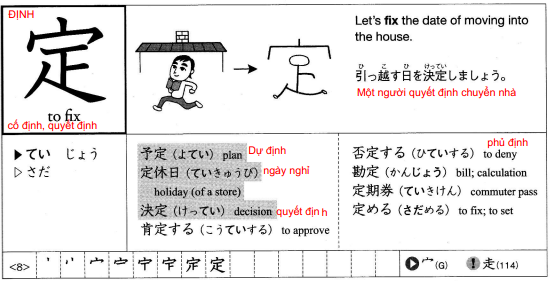 ĐỊNH
定
to fix
cố định, quyết định
Let's fix the date of moving into
the house.
引っ越す日を決定しましょう。
ひ こ ひ けってい
Một người quyết định chuyển nhà
▶てい じょう
▷さだ
予定（よてい）plan Dự định
定休日（ていきゅうび）ngày nghỉ
holiday (of a store)
決定（けってい）decision quyết định
肯定する（こうていする）to approve
phủ định
否定する（ひていする）to deny
勘定（かんじょう）bill; calculation
定期券（ていきけん）commuter pass
定める（さだめる）to fix; to set
<8> 定
宀(G) 走(114)